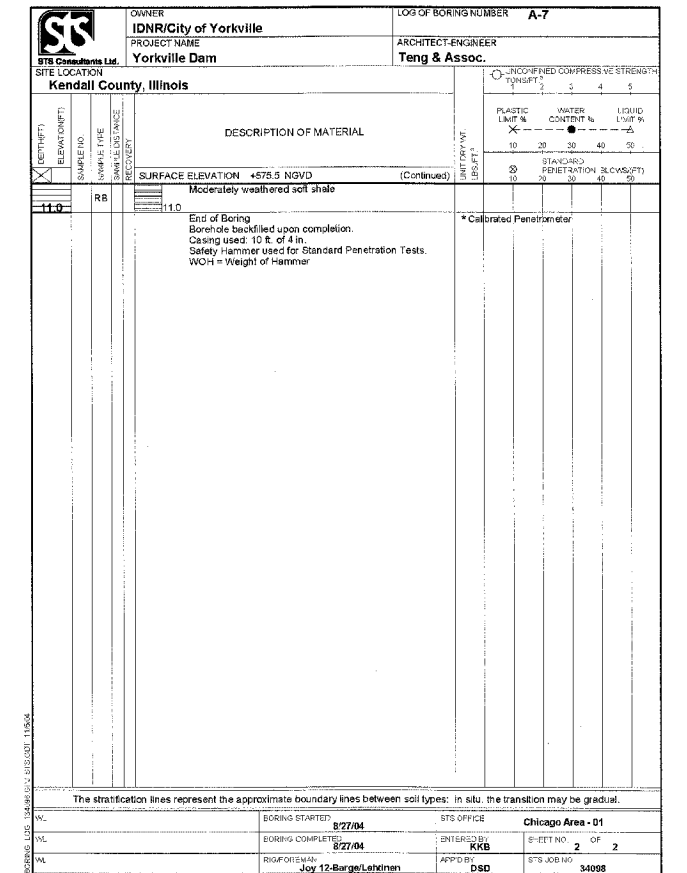 STS
STS Consultants Ltd.
OWNER
IDNR/City of Yorkville
LOG OF BORING NUMBER A-7
PROJECT NAME
Yorkville Dam
ARCHITECT-ENGINEER
Teng & Assoc.
SITE LOCATION
Kendall County, Illinois
UNCONFINED COMPRESSIVE STRENGTH
TONS/FT.2
1 2 3 4 5
DEPTH(FT)
ELEVATION(FT)
SAMPLE NO.
SAMPLE TYPE
SAMPLE DISTANCE
RECOVERY
DESCRIPTION OF MATERIAL
UNIT DRY WT.
LBS./FT.3
PLASTIC LIMIT %
WATER CONTENT %
LIQUID LIMIT %
10 20 30 40 50
STANDARD
PENETRATION BLOWS/(FT)
10 20 30 40 50
SURFACE ELEVATION +575.5 NGVD (Continued)
RB
Moderately weathered soft shale
11.0 11.0
End of Boring
Borehole backfilled upon completion.
Casing used: 10 ft. of 4 in.
Safety Hammer used for Standard Penetration Tests.
WOH = Weight of Hammer
* Calibrated Penetrometer
The stratification lines represent the approximate boundary lines between soil types: in situ, the transition may be gradual.
WL
BORING STARTED
8/27/04
STS OFFICE
Chicago Area - 01
WL
BORING COMPLETED
8/27/04
ENTERED BY
KKB
SHEET NO. 2 OF 2
WL
RIG/FOREMAN
Joy 12-Barge/Lehtinen
APP'D BY
DSD
STS JOB NO.
34098